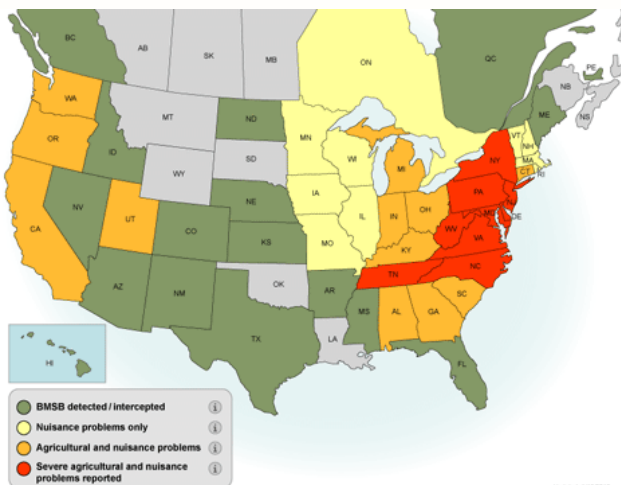 BC
AB
SK
MB
ON
QC
PE
NB
NS
WA
OR
CA
ID
NV
MT
WY
UT
AZ
ND
SD
NE
CO
NM
KS
OK
TX
MN
IA
MO
AR
LA
WI
IL
MS
MI
IN
OH
KY
TN
AL
GA
FL
SC
NC
VA
WV
PA
NY
NJ
MD
DE
VT
NH
MA
CT
RI
ME
HI
BMSB detected / intercepted i
Nuisance problems only i
Agricultural and nuisance problems i
Severe agricultural and nuisance i
problems reported